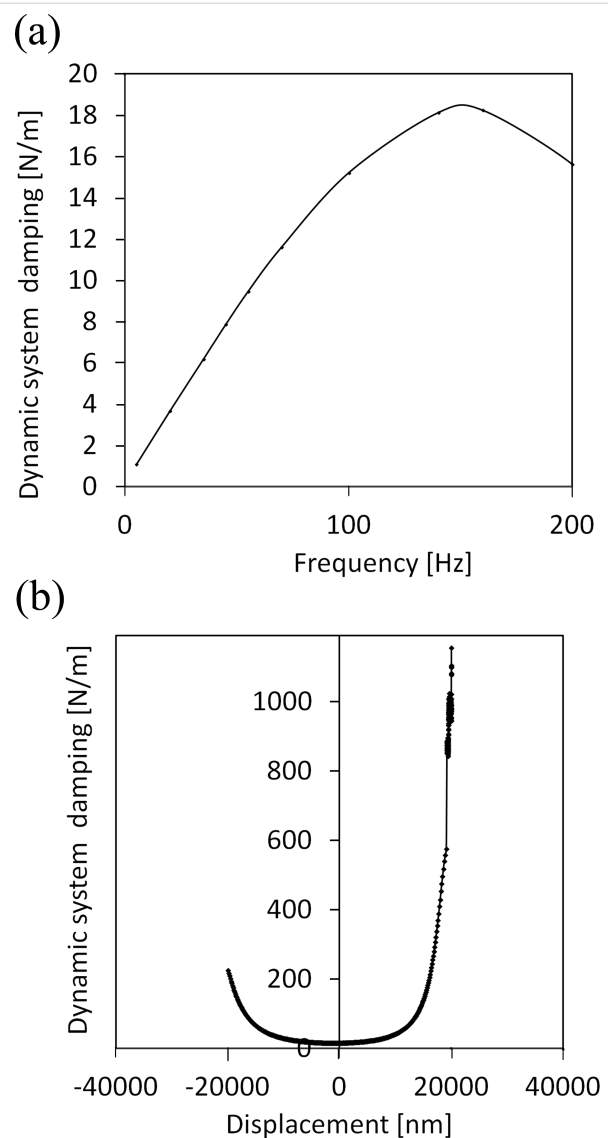 (a)
Dynamic system damping [N/m]
20
18
16
14
12
10
8
6
4
2
0
0 100 200
Frequency [Hz]
(b)
Dynamic system damping [N/m]
1000
800
600
400
200
0
-40000 -20000 0 20000 40000
Displacement [nm]